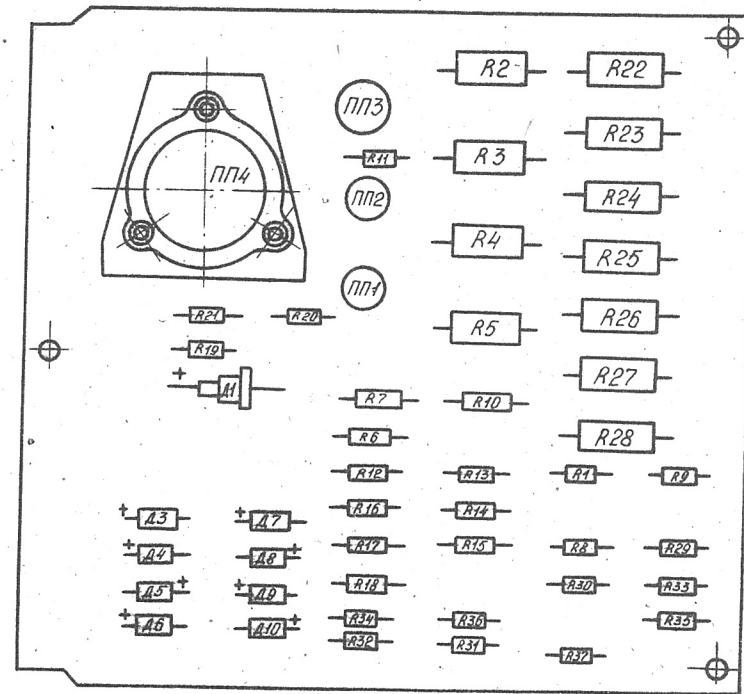 R2
R22
ПП3
R23
R11
R3
ПП4
ПП2
R24
R4
R25
ПП1
R21
R20
R26
R5
R19
+
Д1
R27
R7
R10
R6
R28
R12
R13
R1
R9
+
Д3
+
Д7
R16
R14
+
Д4
Д8
+
R17
R15
R8
R29
Д5
+
+
Д9
R18
R30
R33
+
Д6
Д10
+
R34
R36
R35
R32
R31
R37